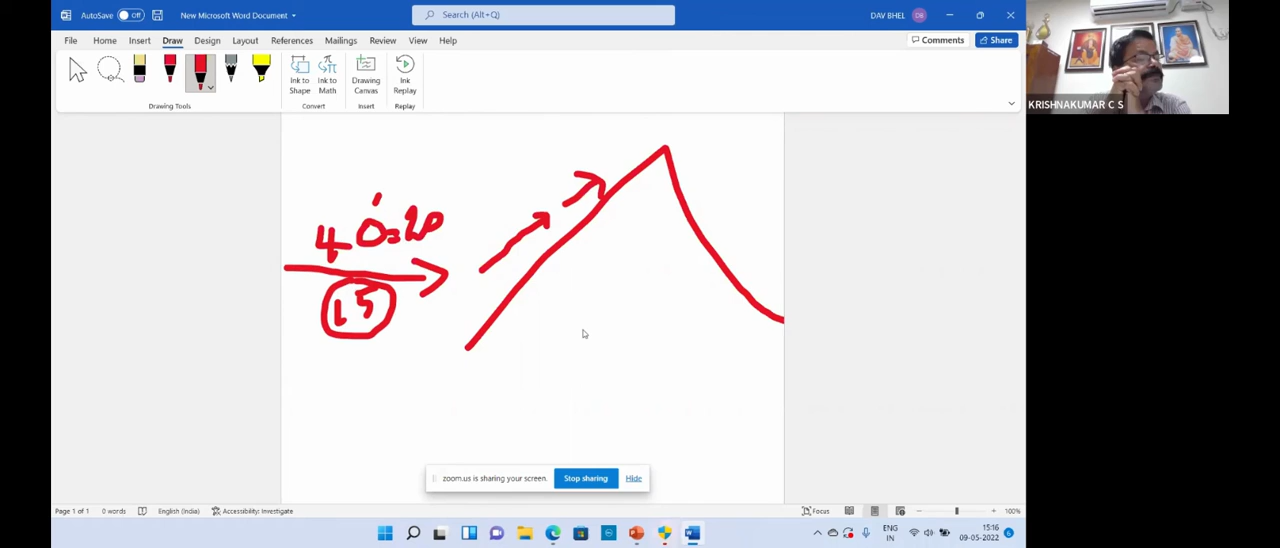 AutoSave Off New Microsoft Word Document Search (Alt+Q) DAV BHEL DB
File Home Insert Draw Design Layout References Mailings Review View Help Comments Share
Ink to Shape Ink to Math Drawing Canvas Ink Replay
Drawing Tools Convert Insert Replay
KRISHNAKUMAR C S
15
zoom.us is sharing your screen. Stop sharing Hide
Page 1 of 1 0 words English (India) Accessibility: Investigate Focus 100%
ENG IN 15:16 09-05-2022 6